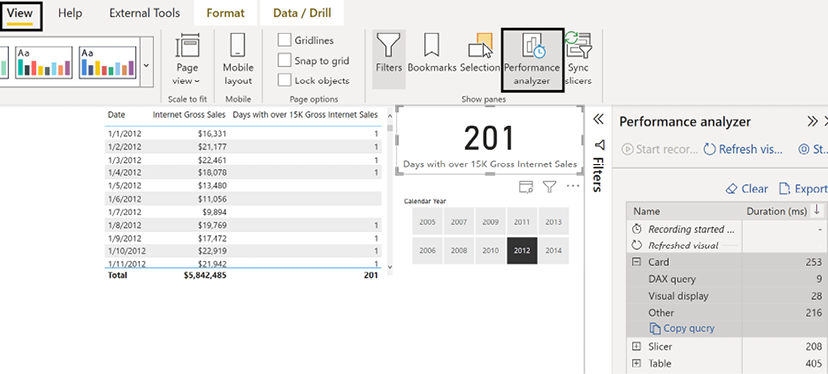 View Help External Tools Format Data / Drill
Aa Aa Aa
Page view
Scale to fit
Mobile layout
Mobile
Gridlines
Snap to grid
Lock objects
Page options
Filters
Bookmarks
Selection
Performance analyzer
Sync slicers
Show panes
Date Internet Gross Sales Days with over 15K Gross Internet Sales
1/1/2012 $16,331 1
1/2/2012 $21,177 1
1/3/2012 $22,461 1
1/4/2012 $18,078 1
1/5/2012 $13,480
1/6/2012 $11,056
1/7/2012 $9,894
1/8/2012 $19,769 1
1/9/2012 $17,472 1
1/10/2012 $22,919 1
1/11/2012 $21,942 1
Total $5,842,485 201
201
Days with over 15K Gross Internet Sales
Calendar Year
2005 2007 2009 2011 2013
2006 2008 2010 2012 2014
Filters
Performance analyzer
Start recor... Refresh vis... St...
Clear Export
Name Duration (ms)
Recording started ... -
Refreshed visual -
Card 253
DAX query 9
Visual display 28
Other 216
Copy query
Slicer 208
Table 405